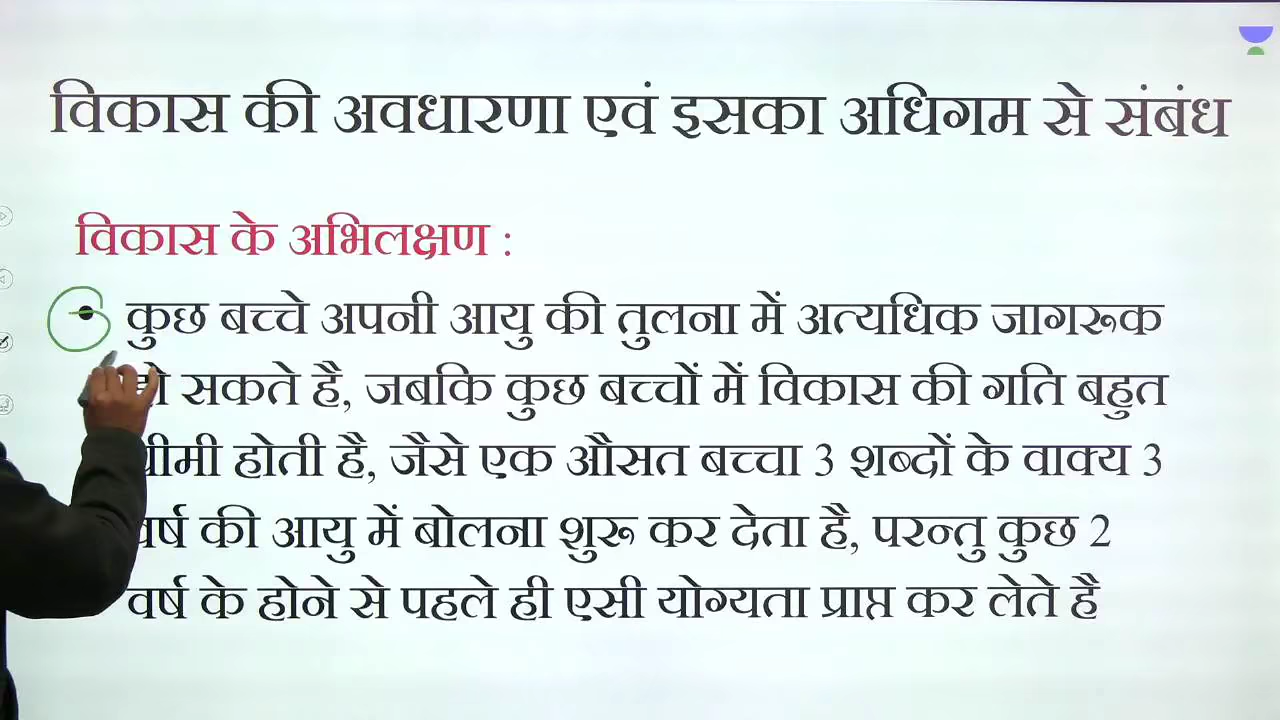 विकास की अवधारणा एवं इसका अधिगम से संबंध
विकास के अभिलक्षण :
कुछ बच्चे अपनी आयु की तुलना में अत्यधिक जागरूक
हो सकते है, जबकि कुछ बच्चों में विकास की गति बहुत
धीमी होती है, जैसे एक औसत बच्चा 3 शब्दों के वाक्य 3
वर्ष की आयु में बोलना शुरू कर देता है, परन्तु कुछ 2
वर्ष के होने से पहले ही एसी योग्यता प्राप्त कर लेते है